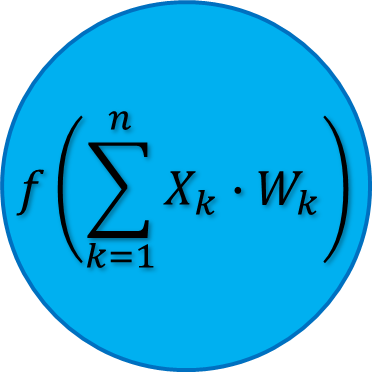 f(∑_{k=1}^{n} X_k · W_k)